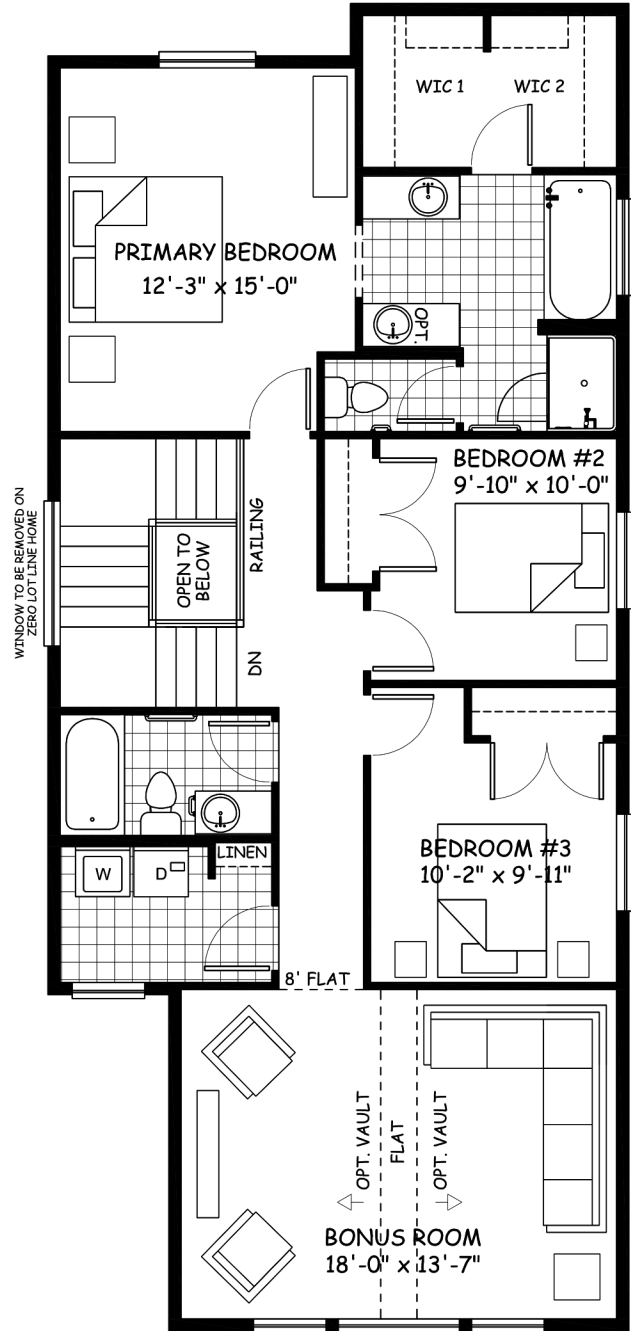 WIC 1
WIC 2
PRIMARY BEDROOM
12'-3" x 15'-0"
OPT.
BEDROOM #2
9'-10" x 10'-0"
WINDOW TO BE REMOVED ON
ZERO LOT LINE HOME
OPEN TO
BELOW
RAILING
DN
LINEN
W
D
BEDROOM #3
10'-2" x 9'-11"
8' FLAT
OPT. VAULT
FLAT
OPT. VAULT
BONUS ROOM
18'-0" x 13'-7"